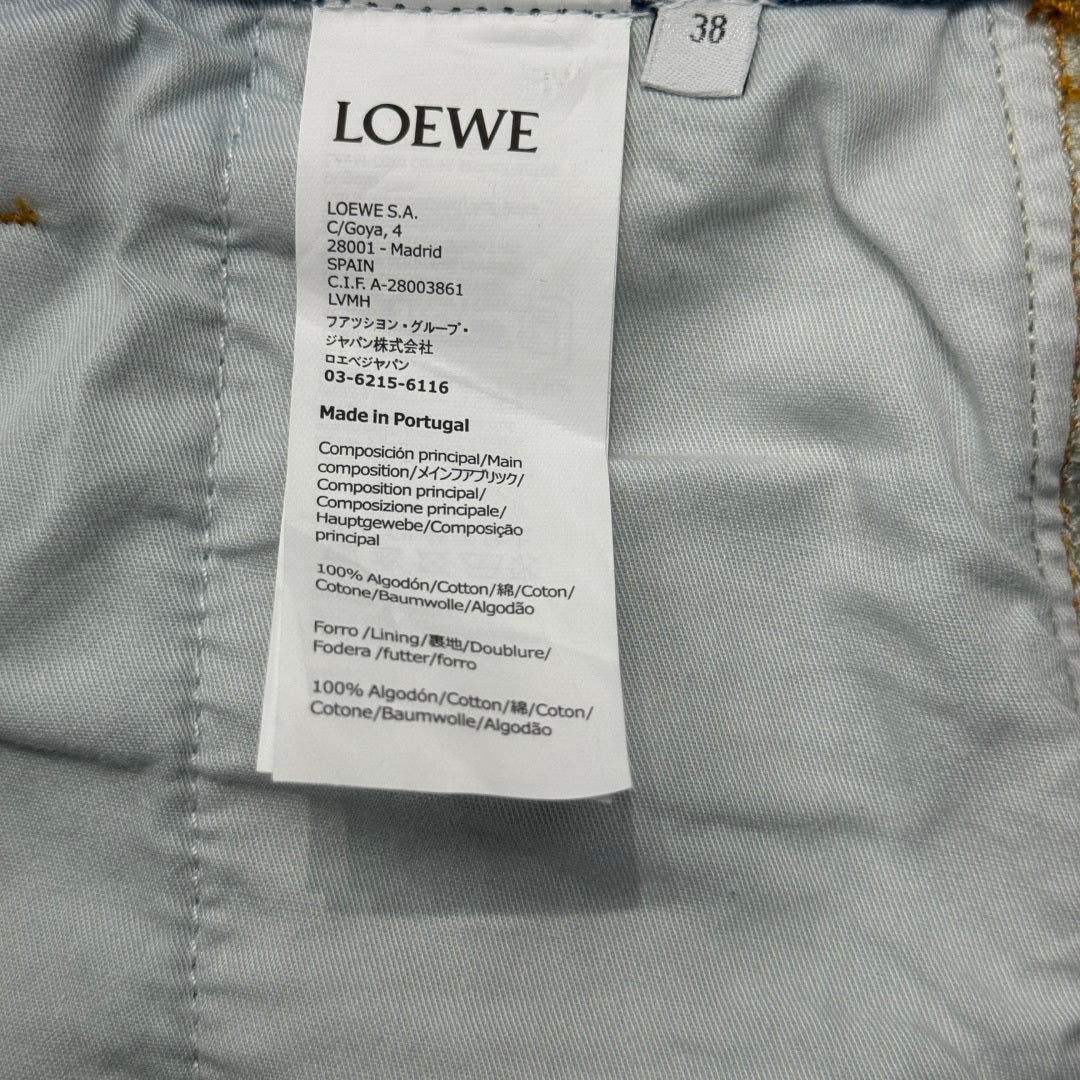 38
LOEWE
LOEWE S.A.
C/Goya, 4
28001 - Madrid
SPAIN
C.I.F. A-28003861
LVMH
フアツシヨン・グループ・
ジヤパン株式会社
ロエベジャパン
03-6215-6116
Made in Portugal
Composición principal/Main
composition/メインファブリック/
Composition principal/
Composizione principale/
Hauptgewebe/Composição
principal
100% Algodón/Cotton/綿/Coton/
Cotone/Baumwolle/Algodão
Forro /Lining/裏地/Doublure/
Fodera /futter/forro
100% Algodón/Cotton/綿/Coton/
Cotone/Baumwolle/Algodão